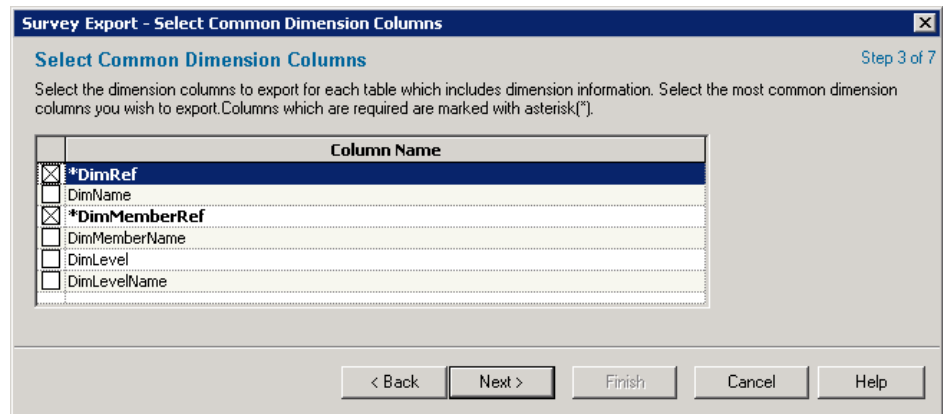 Survey Export - Select Common Dimension Columns
Select Common Dimension Columns
Step 3 of 7
Select the dimension columns to export for each table which includes dimension information. Select the most common dimension
columns you wish to export.Columns which are required are marked with asterisk(*).
Column Name
*DimRef
DimName
*DimMemberRef
DimMemberName
DimLevel
DimLevelName
< Back
Next >
Finish
Cancel
Help